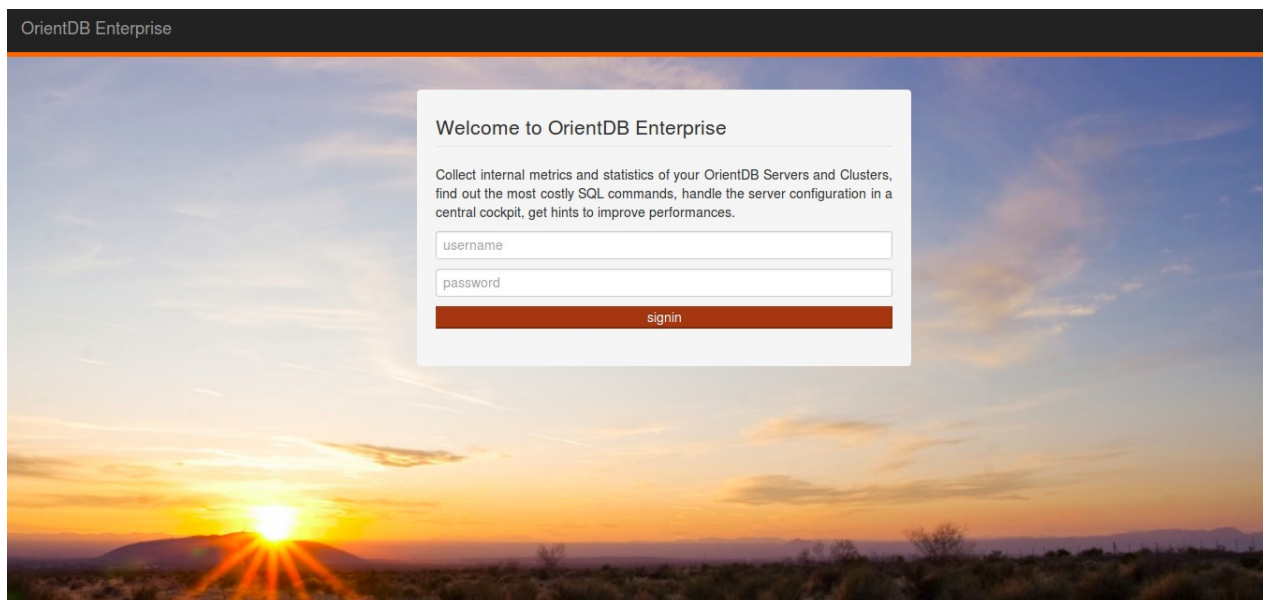 OrientDB Enterprise
Welcome to OrientDB Enterprise
Collect internal metrics and statistics of your OrientDB Servers and Clusters,
find out the most costly SQL commands, handle the server configuration in a
central cockpit, get hints to improve performances.
username
password
signin